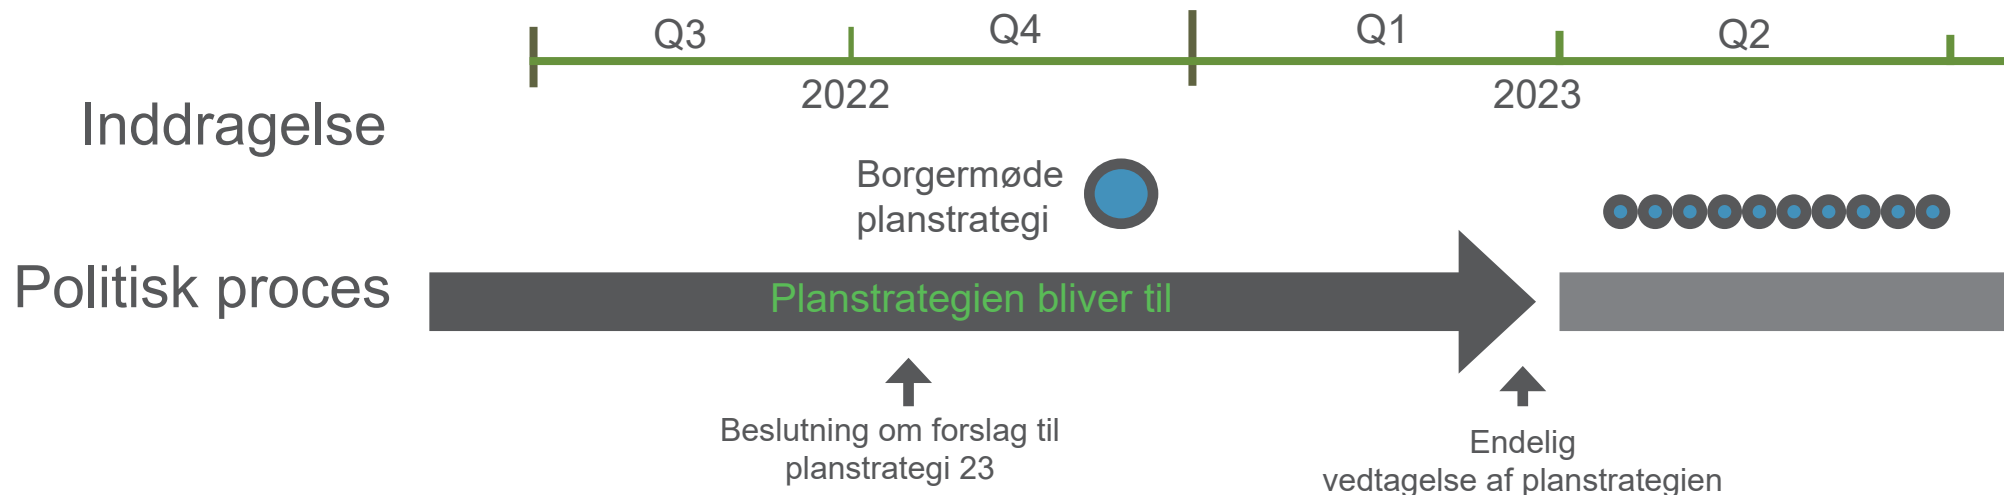 Q3
Q4
Q1
Q2
2022
2023
Inddragelse
Borgermøde
planstrategi
Politisk proces
Planstrategien bliver til
Beslutning om forslag til
planstrategi 23
Endelig
vedtagelse af planstrategien